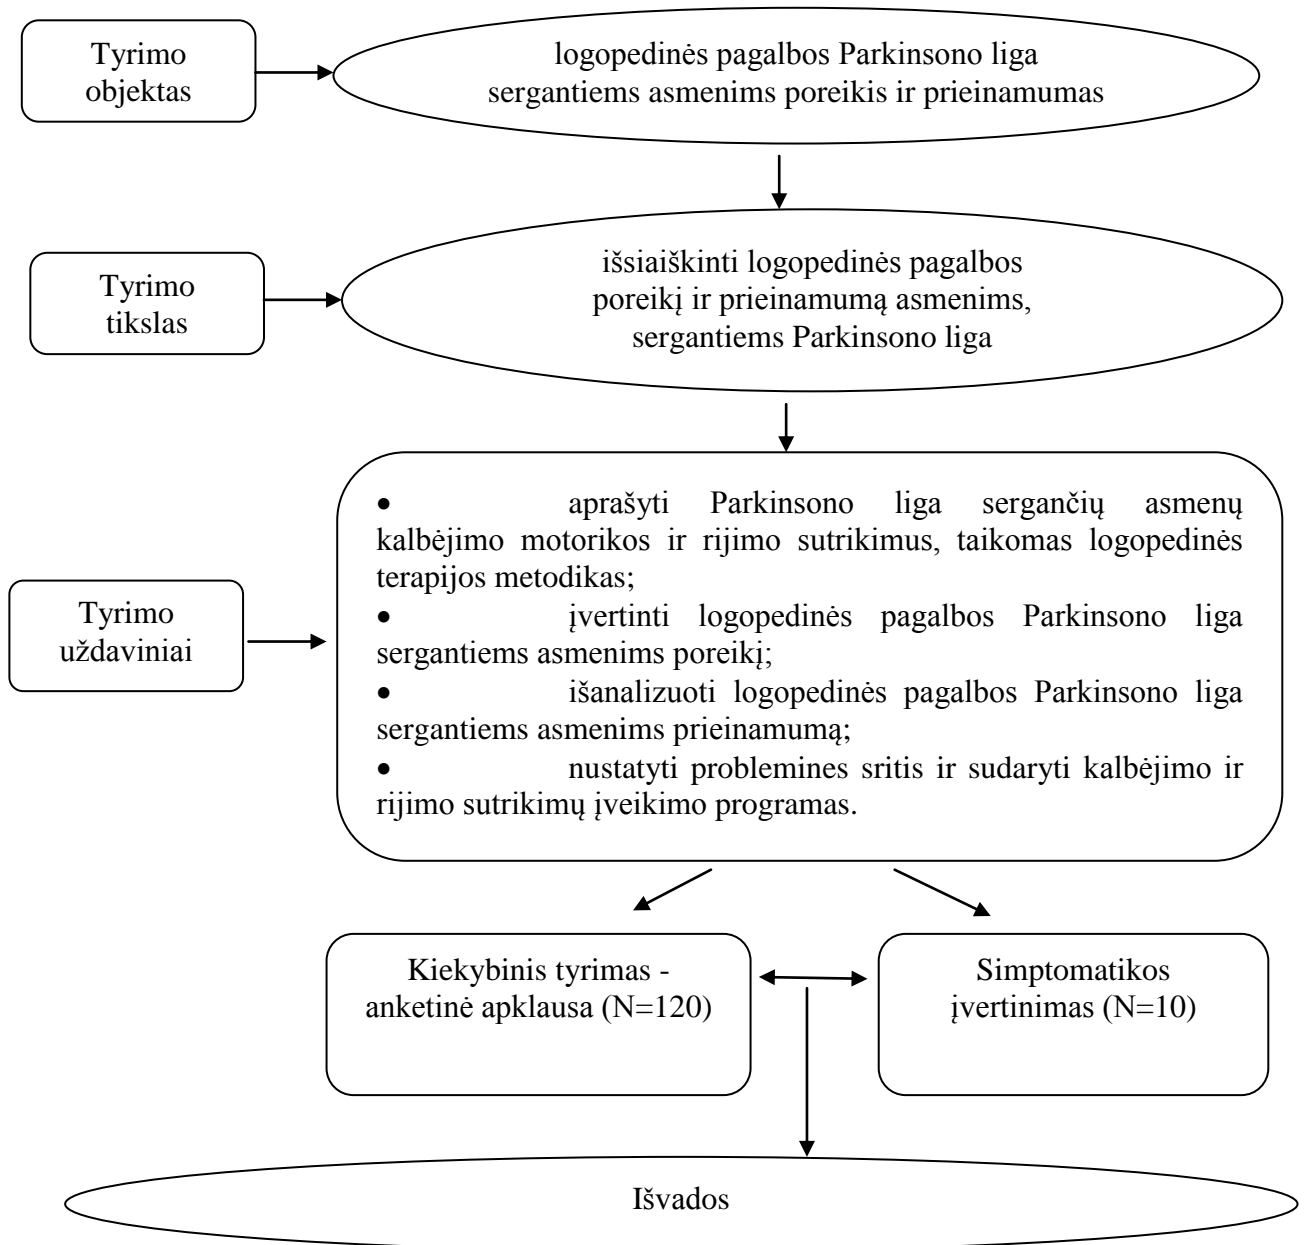 Tyrimo
objektas
logopedinės pagalbos Parkinsono liga
sergantiems asmenims poreikis ir prieinamumas
Tyrimo
tikslas
išsiaiškinti logopedinės pagalbos
poreikį ir prieinamumą asmenims,
sergantiems Parkinsono liga
Tyrimo
uždaviniai
• aprašyti Parkinsono liga sergančių asmenų
kalbėjimo motorikos ir rijimo sutrikimus, taikomas logopedinės
terapijos metodikas;
• įvertinti logopedinės pagalbos Parkinsono liga
sergantiems asmenims poreikį;
• išanalizuoti logopedinės pagalbos Parkinsono liga
sergantiems asmenims prieinamumą;
• nustatyti problemines sritis ir sudaryti kalbėjimo ir
rijimo sutrikimų įveikimo programas.
Kiekybinis tyrimas -
anketinė apklausa (N=120)
Simptomatikos
įvertinimas (N=10)
Išvados